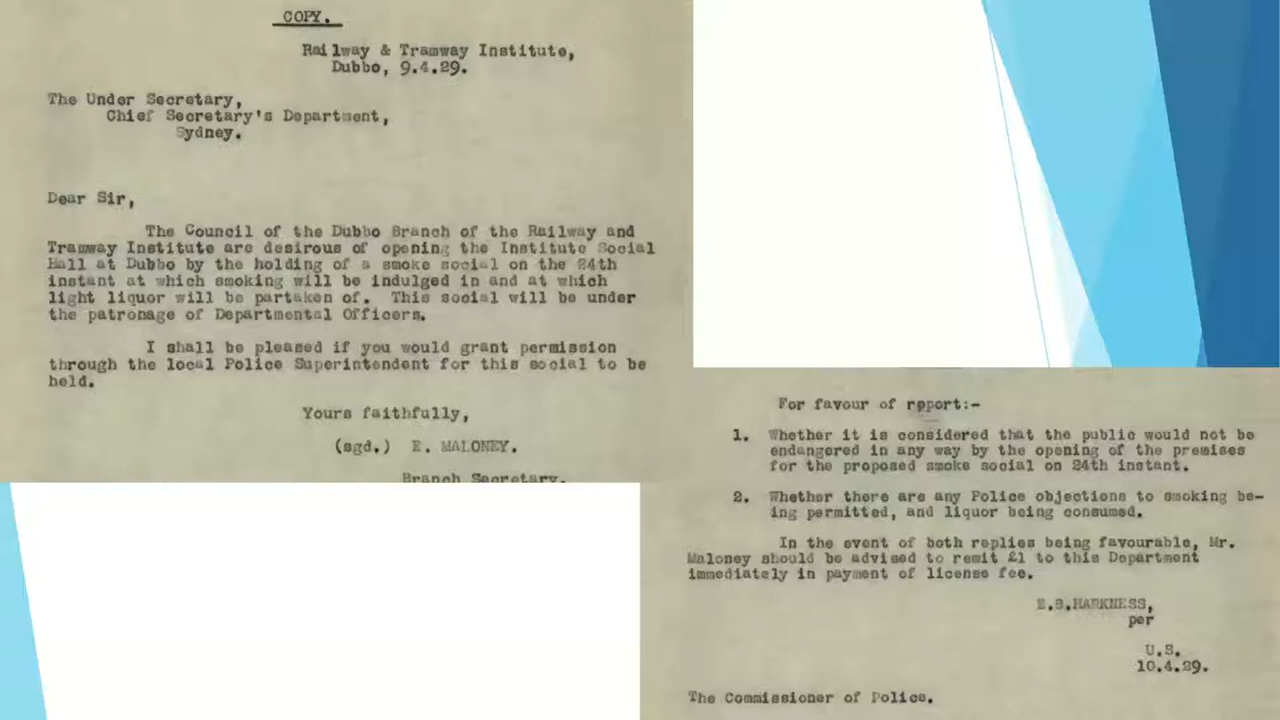 COPY.
Railway & Tramway Institute,
Dubbo, 9.4.29.
The Under Secretary,
Chief Secretary's Department,
Sydney.
Dear Sir,
The Council of the Dubbo Branch of the Railway and
Tramway Institute are desirous of opening the Institute Social
Hall at Dubbo by the holding of a smoke social on the 24th
instant at which smoking will be indulged in and at which
light liquor will be partaken of. This social will be under
the patronage of Departmental Officers.
I shall be pleased if you would grant permission
through the local Police Superintendent for this social to be
held.
Yours faithfully,
(sgd.) E. MALONEY.
Branch Secretary.
For favour of report:-
1. Whether it is considered that the public would not be
endangered in any way by the opening of the premises
for the proposed smoke social on 24th instant.
2. Whether there are any Police objections to smoking be-
ing permitted, and liquor being consumed.
In the event of both replies being favourable, Mr.
Maloney should be advised to remit £1 to this Department
immediately in payment of license fee.
E.B.HARKNESS,
per
U.S.
10.4.29.
The Commissioner of Police.